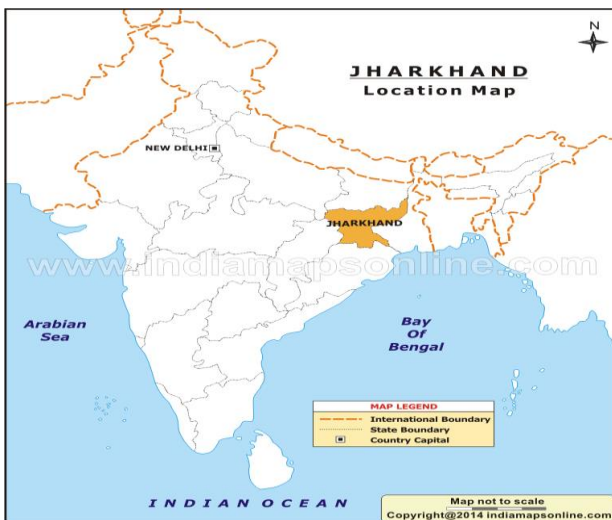 N
JHARKHAND
Location Map
NEW DELHI
JHARKHAND
www.indiamapsonline.com
Arabian
Sea
Bay
Of
Bengal
MAP LEGEND
International Boundary
State Boundary
Country Capital
INDIAN OCEAN
Map not to scale
Copyright@2014 indiamapsonline.com